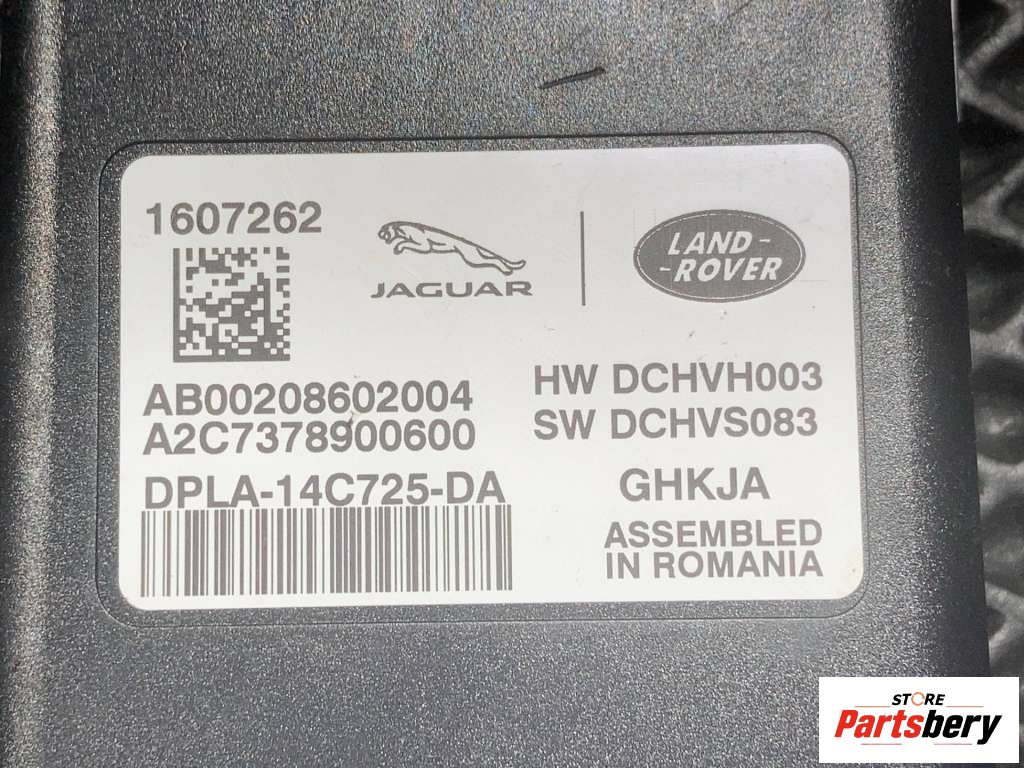 1607262
JAGUAR
LAND-
-ROVER
AB00208602004
A2C7378900600
HW DCHVH003
SW DCHVS083
DPLA-14C725-DA
GHKJA
ASSEMBLED
IN ROMANIA
STORE
Partsbery